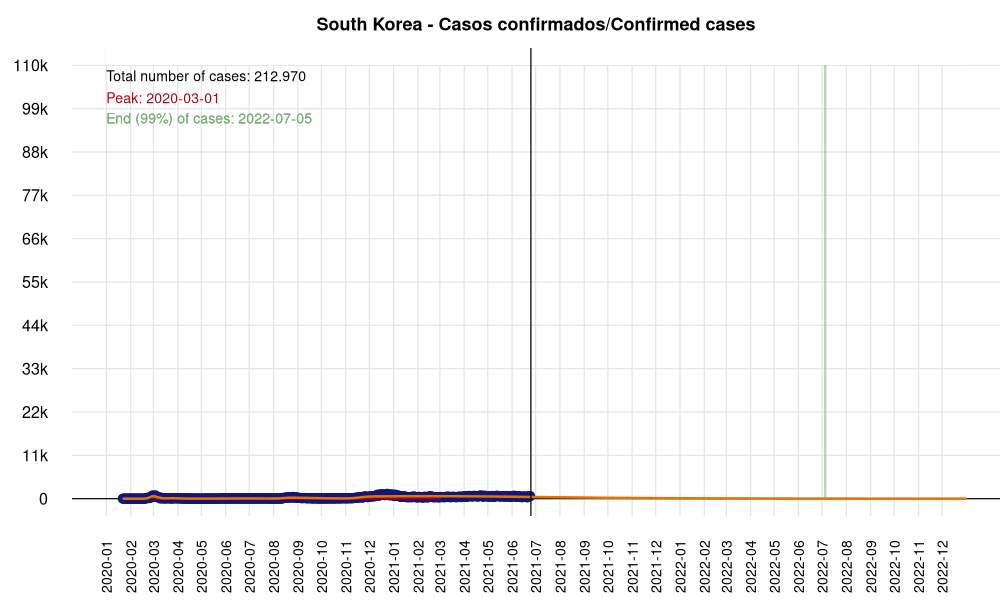 South Korea - Casos confirmados/Confirmed cases
110k
99k
88k
77k
66k
55k
44k
33k
22k
11k
0
Total number of cases: 212.970
Peak: 2020-03-01
End (99%) of cases: 2022-07-05
2020-01
2020-02
2020-03
2020-04
2020-05
2020-06
2020-07
2020-08
2020-09
2020-10
2020-11
2020-12
2021-01
2021-02
2021-03
2021-04
2021-05
2021-06
2021-07
2021-08
2021-09
2021-10
2021-11
2021-12
2022-01
2022-02
2022-03
2022-04
2022-05
2022-06
2022-07
2022-08
2022-09
2022-10
2022-11
2022-12